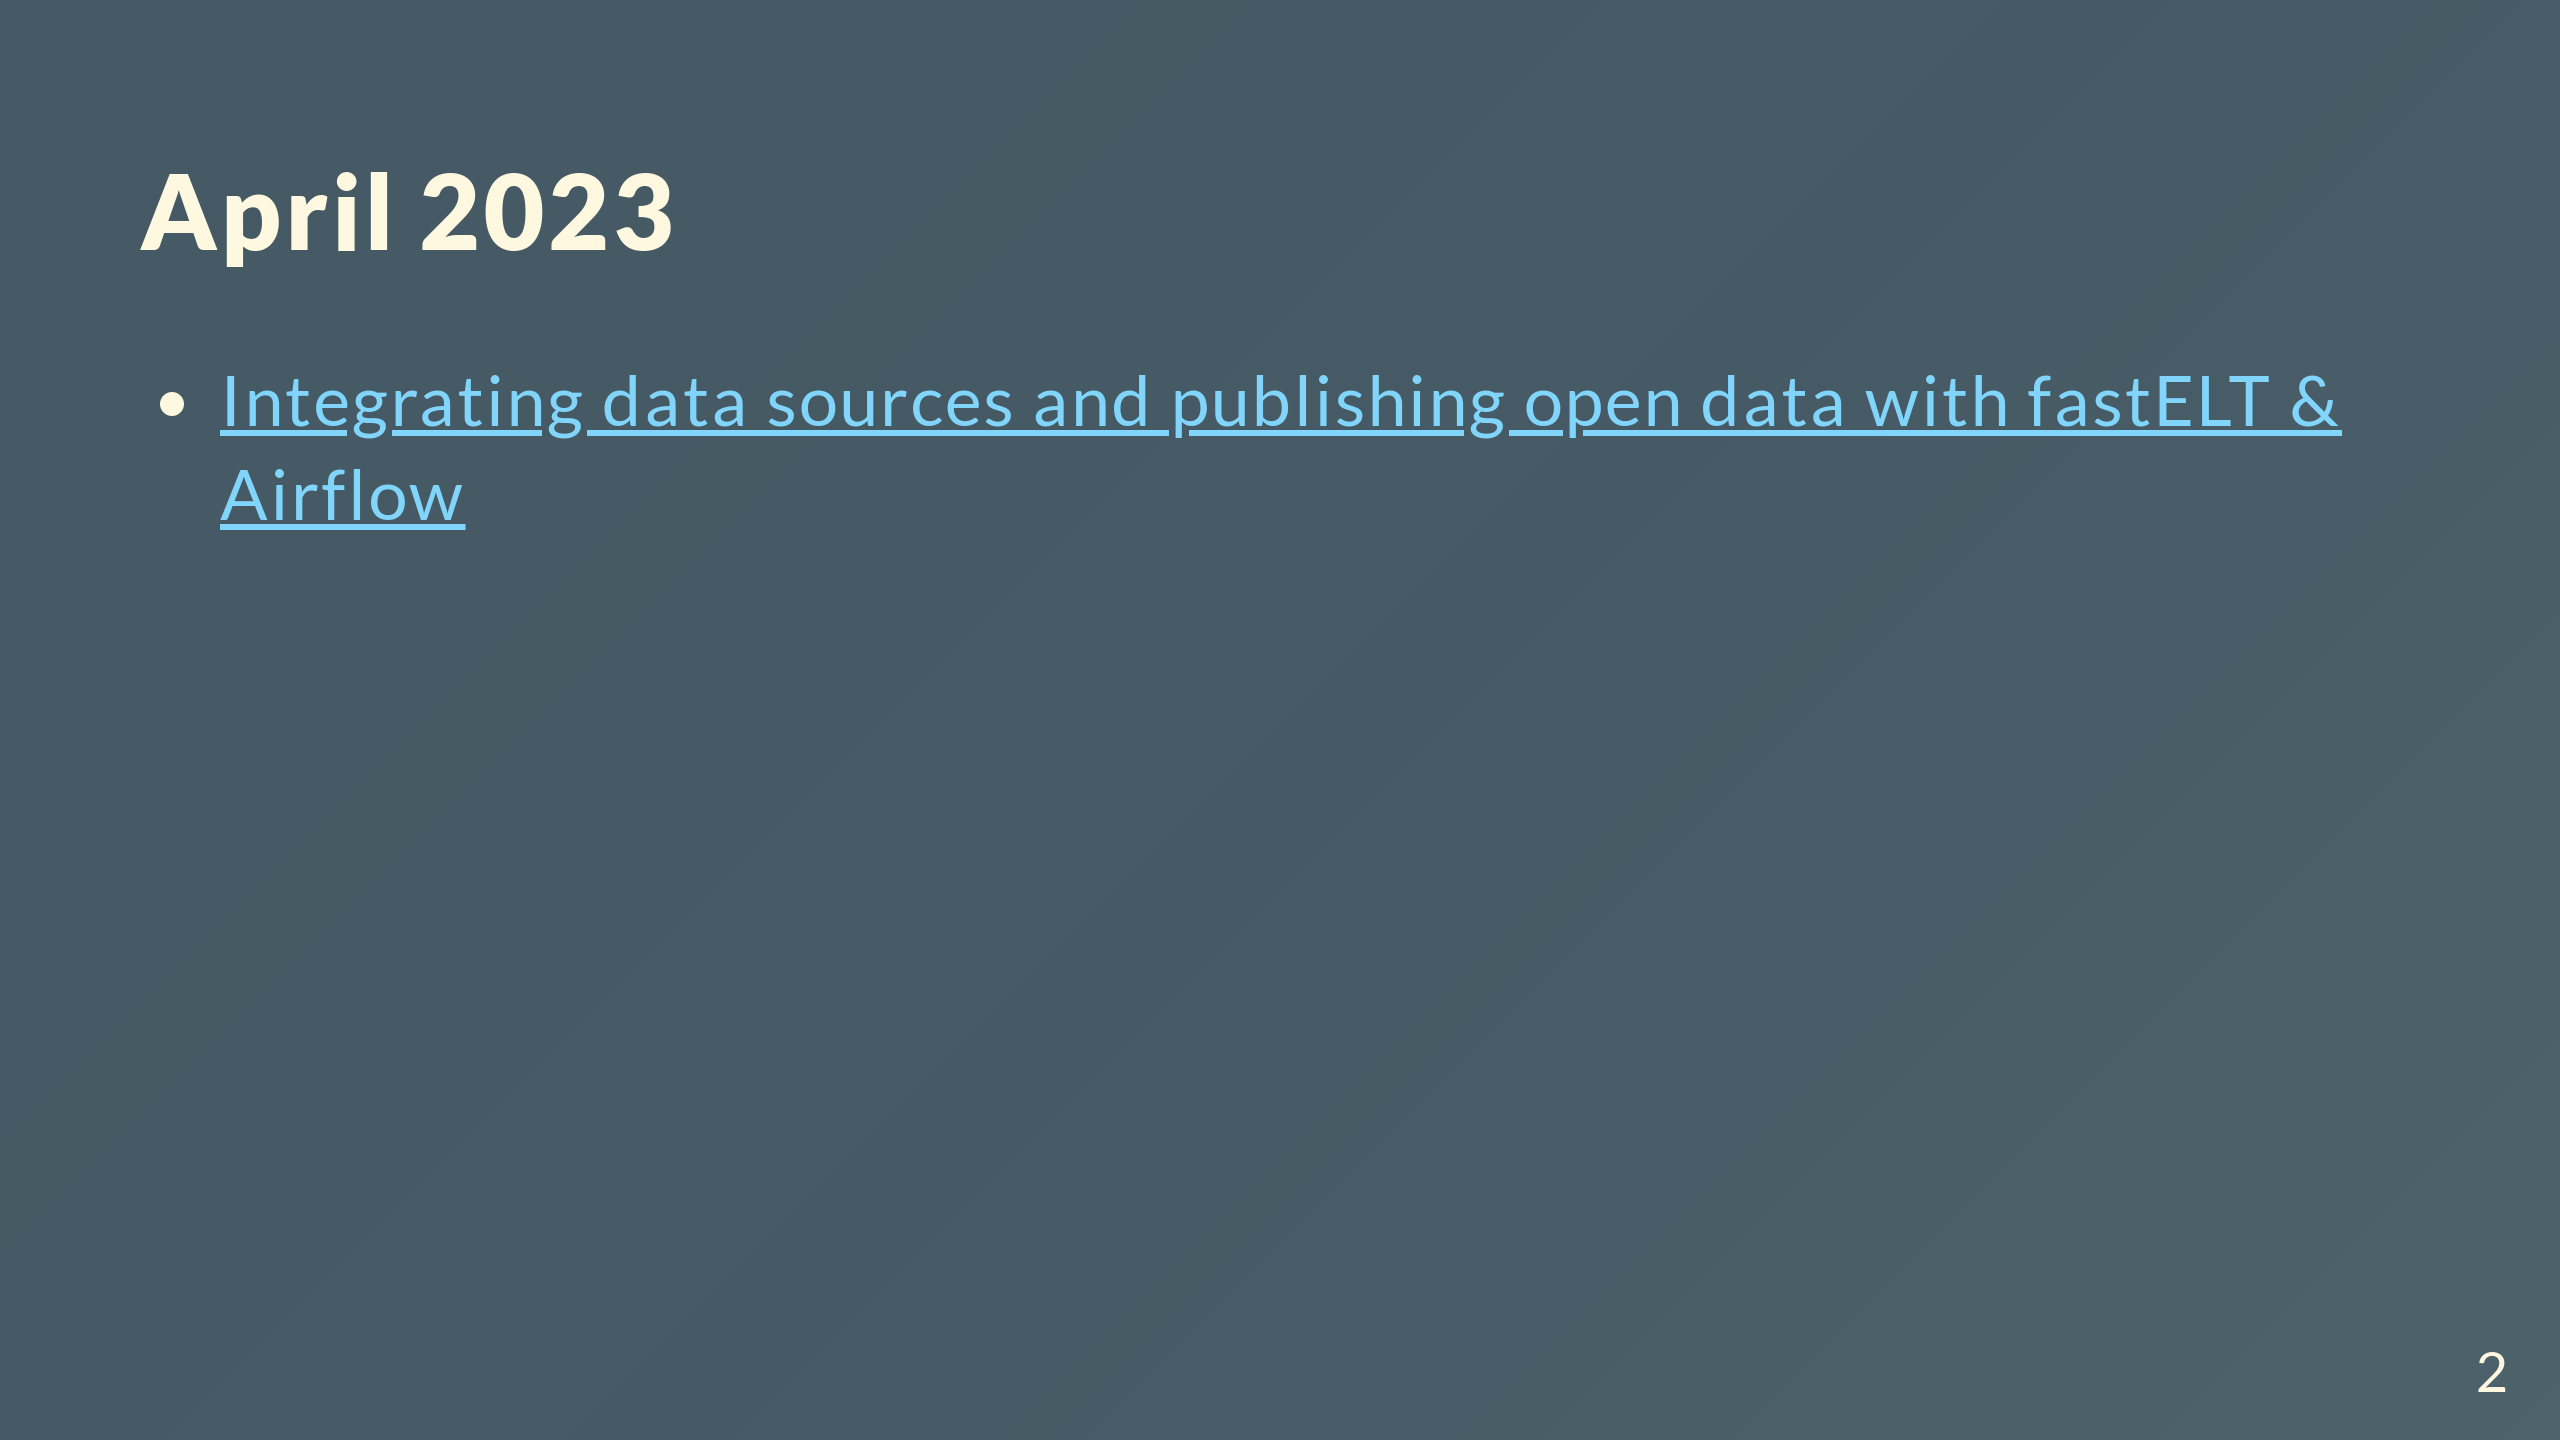 April 2023
Integrating data sources and publishing open data with fastELT &
Airflow
2